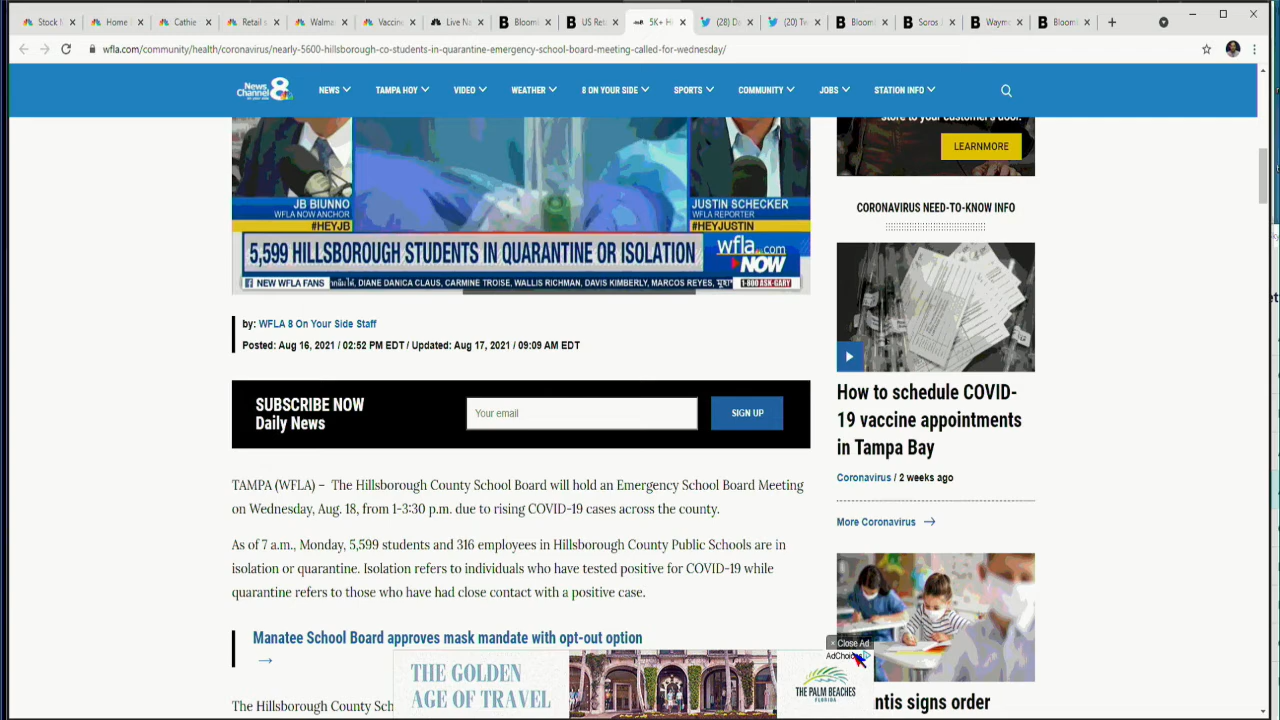 Stock M
Home
Cathie
Retail s
Walma
Vaccine
Live Na
Bloomb
US Ret
5K+ H
(28) Da
(20) Tw
Bloomb
Soros
Waymo
Bloomb
wfla.com/community/health/coronavirus/nearly-5600-hillsborough-co-students-in-quarantine-emergency-school-board-meeting-called-for-wednesday/
News Channel 8
NEWS
TAMPA HOY
VIDEO
WEATHER
8 ON YOUR SIDE
SPORTS
COMMUNITY
JOBS
STATION INFO
store to your customer's door.
LEARNMORE
JB BIUNNO
WFLA NOW ANCHOR
#HEYJB
JUSTIN SCHECKER
WFLA REPORTER
#HEYJUSTIN
5,599 HILLSBOROUGH STUDENTS IN QUARANTINE OR ISOLATION
wfla.com
NOW
NEW WFLA FANS
DIANE DANICA CLAUS, CARMINE TROISE, WALLIS RICHMAN, DAVIS KIMBERLY, MARCOS REYES,
1-800 ASK-GARY
by: WFLA 8 On Your Side Staff
Posted: Aug 16, 2021 / 02:52 PM EDT / Updated: Aug 17, 2021 / 09:09 AM EDT
SUBSCRIBE NOW
Daily News
Your email
SIGN UP
TAMPA (WFLA) – The Hillsborough County School Board will hold an Emergency School Board Meeting
on Wednesday, Aug. 18, from 1-3:30 p.m. due to rising COVID-19 cases across the county.
As of 7 a.m., Monday, 5,599 students and 316 employees in Hillsborough County Public Schools are in
isolation or quarantine. Isolation refers to individuals who have tested positive for COVID-19 while
quarantine refers to those who have had close contact with a positive case.
Manatee School Board approves mask mandate with opt-out option
The Hillsborough County Sch
CORONAVIRUS NEED-TO-KNOW INFO
How to schedule COVID-
19 vaccine appointments
in Tampa Bay
Coronavirus / 2 weeks ago
More Coronavirus
ntis signs order
× Close Ad
AdChoices
THE GOLDEN
AGE OF TRAVEL
THE PALM BEACHES
FLORIDA